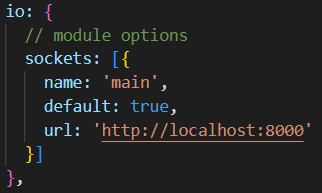 io: {
  // module options
  sockets: [{
    name: 'main',
    default: true,
    url: 'http://localhost:8000'
  }]
},